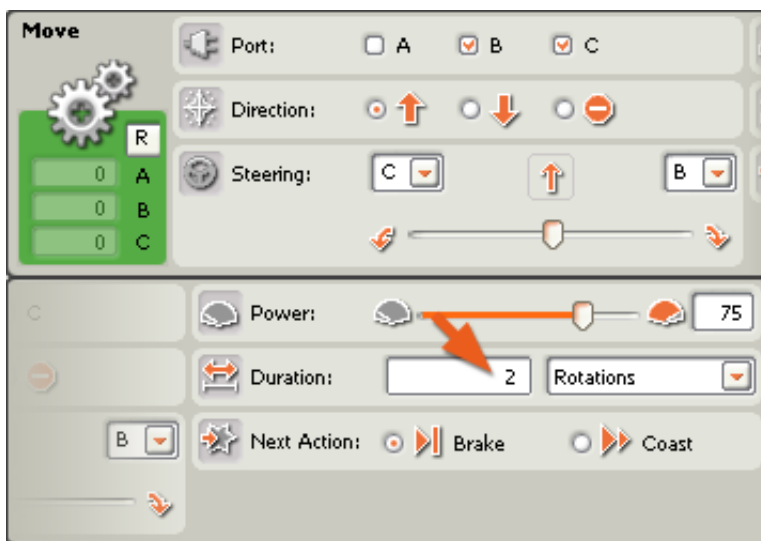 Move
Port: A B C
Direction:
R
Steering: C B
0 A
0 B
0 C
C
Power: 75
Duration: 2 Rotations
B Next Action: Brake Coast